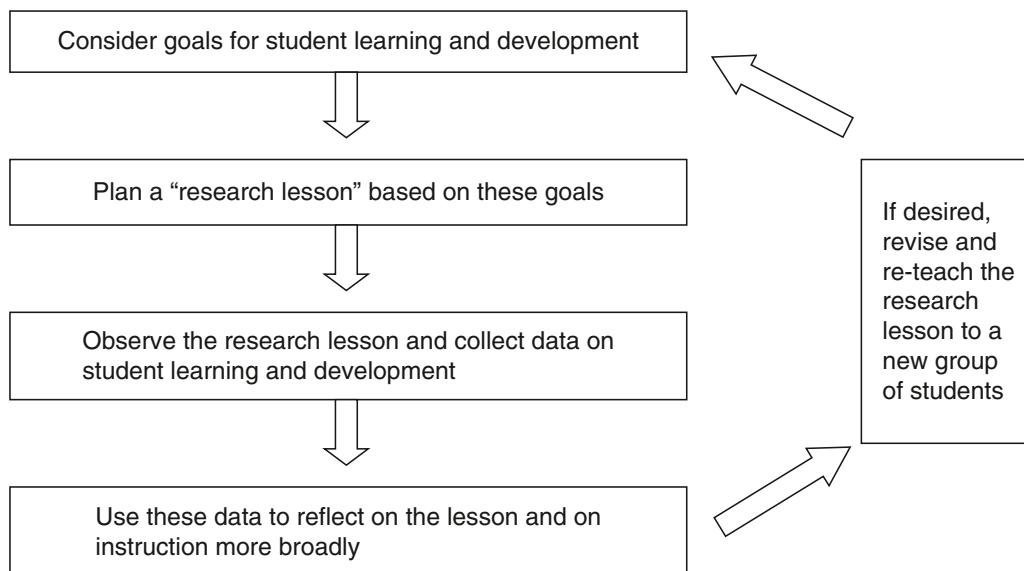 Consider goals for student learning and development
Plan a “research lesson” based on these goals
Observe the research lesson and collect data on
student learning and development
Use these data to reflect on the lesson and on
instruction more broadly
If desired,
revise and
re-teach the
research
lesson to a
new group
of students